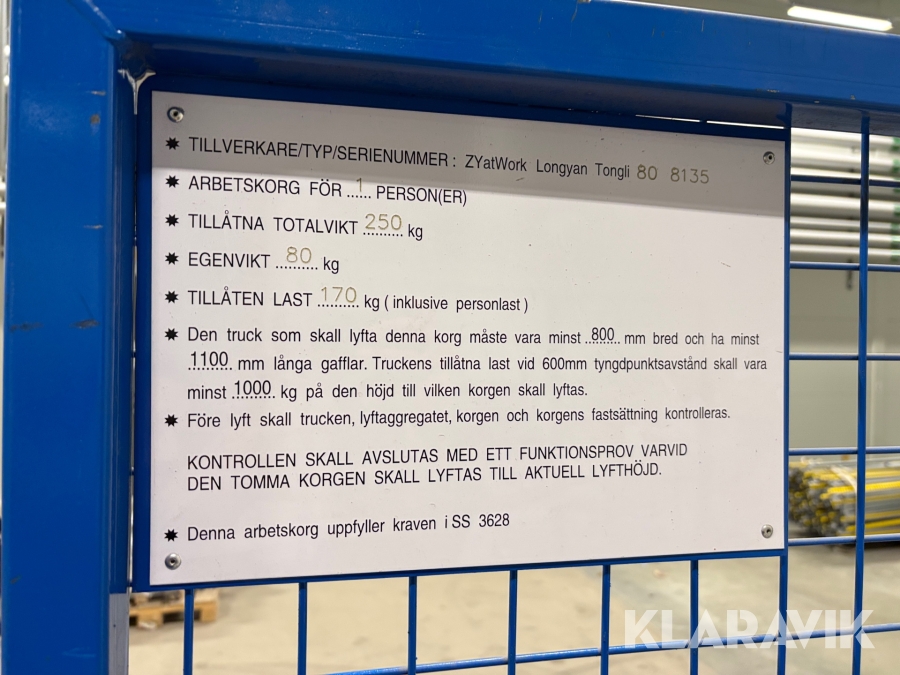 ✷ TILLVERKARE/TYP/SERIENUMMER : ZYatWork Longyan Tongli 80 8135
✷ ARBETSKORG FÖR ..1... PERSON(ER)
✷ TILLÅTNA TOTALVIKT .250. kg
✷ EGENVIKT ..80.. kg
✷ TILLÅTEN LAST .170. kg ( inklusive personlast )
✷ Den truck som skall lyfta denna korg måste vara minst ..800.. mm bred och ha minst
.1100. mm långa gafflar. Truckens tillåtna last vid 600mm tyngdpunktsavstånd skall vara
minst .1000. kg på den höjd till vilken korgen skall lyftas.
✷ Före lyft skall trucken, lyftaggregatet, korgen och korgens fastsättning kontrolleras.
KONTROLLEN SKALL AVSLUTAS MED ETT FUNKTIONSPROV VARVID
DEN TOMMA KORGEN SKALL LYFTAS TILL AKTUELL LYFTHÖJD.
✷ Denna arbetskorg uppfyller kraven i SS 3628
KLARAVIK